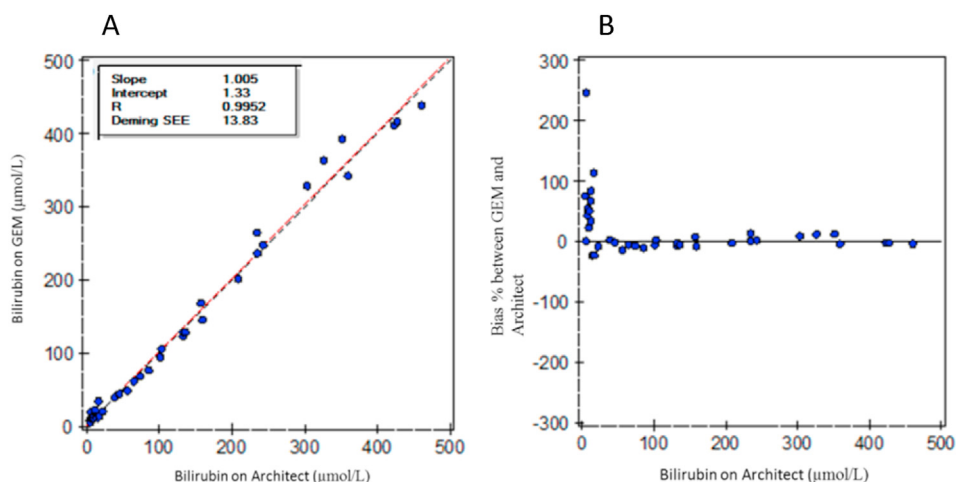 A
B
500
400
300
200
100
0
Slope 1.005
Intercept 1.33
R 0.9952
Deming SEE 13.83
Bilirubin on GEM (µmol/L)
0 100 200 300 400 500
Bilirubin on Architect (µmol/L)
300
200
100
0
-100
-200
-300
Bias % between GEM and
Architect
0 100 200 300 400 500
Bilirubin on Architect (µmol/L)